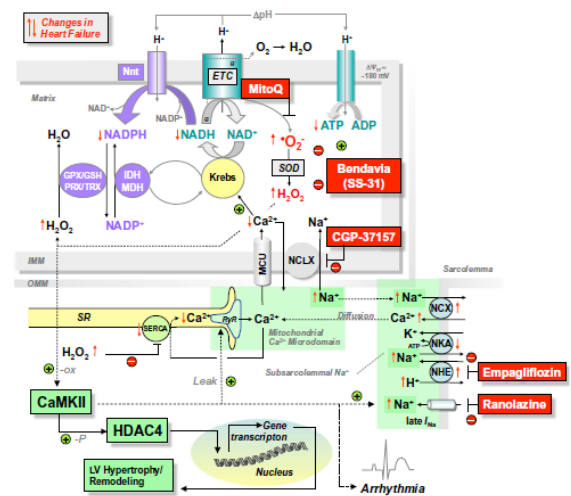 Changes in
Heart Failure
ΔpH
H⁺
H⁺
H⁺
O₂ → H₂O
Nnt
ETC
e
MitoQ
-180 mV
Matrix
NAD⁺
NADP⁺
e
H₂O
NADPH
NADH
NAD⁺
•O₂⁻
ATP
ADP
SOD
Bendavia
(SS-31)
GPX/GSH
PRX/TRX
IDH
MDH
Krebs
H₂O₂
H₂O₂
NADP⁺
Ca²⁺
Na⁺
CGP-37157
IMM
OMM
MCU
NCLX
Sarcolemma
Na⁺
Na⁺
NCX
SR
SERCA
Ca²⁺
RyR
Ca²⁺
Diffusion
Ca²⁺
Mitochondrial
Ca²⁺ Microdomain
K⁺
ATP
NKA
H₂O₂
-ox
Leak
Subsarcolemmal Na⁺
Na⁺
H⁺
NHE
Empagliflozin
CaMKII
Na⁺
Ranolazine
late I Na
-P
HDAC4
Gene
transcripton
Nucleus
LV Hypertrophy/
Remodeling
Arrhythmia